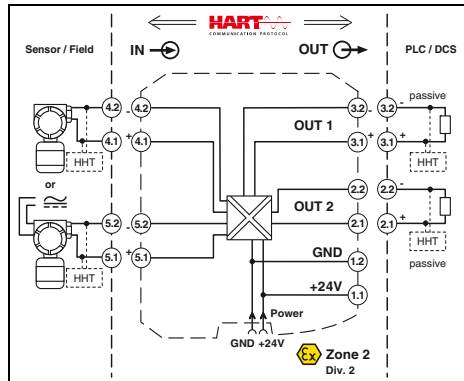 HART
COMMUNICATION PROTOCOL
Sensor / Field
IN
OUT
PLC / DCS
passive
4.2
- 4.2
3.2 -
3.2 -
OUT 1
4.1
+ 4.1
3.1 +
3.1 +
HHT
HHT
or
2.2
2.2 -
OUT 2
5.2
- 5.2
2.1
2.1 +
HHT
GND
1.2
passive
5.1
+ 5.1
HHT
+24V
1.1
Power
GND +24V
Ex Zone 2
Div. 2